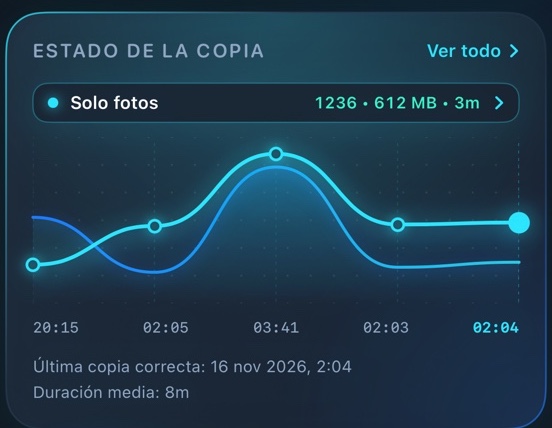 ESTADO DE LA COPIA
Ver todo
Solo fotos
1236 • 612 MB • 3m
20:15 02:05 03:41 02:03 02:04
Última copia correcta: 16 nov 2026, 2:04
Duración media: 8m